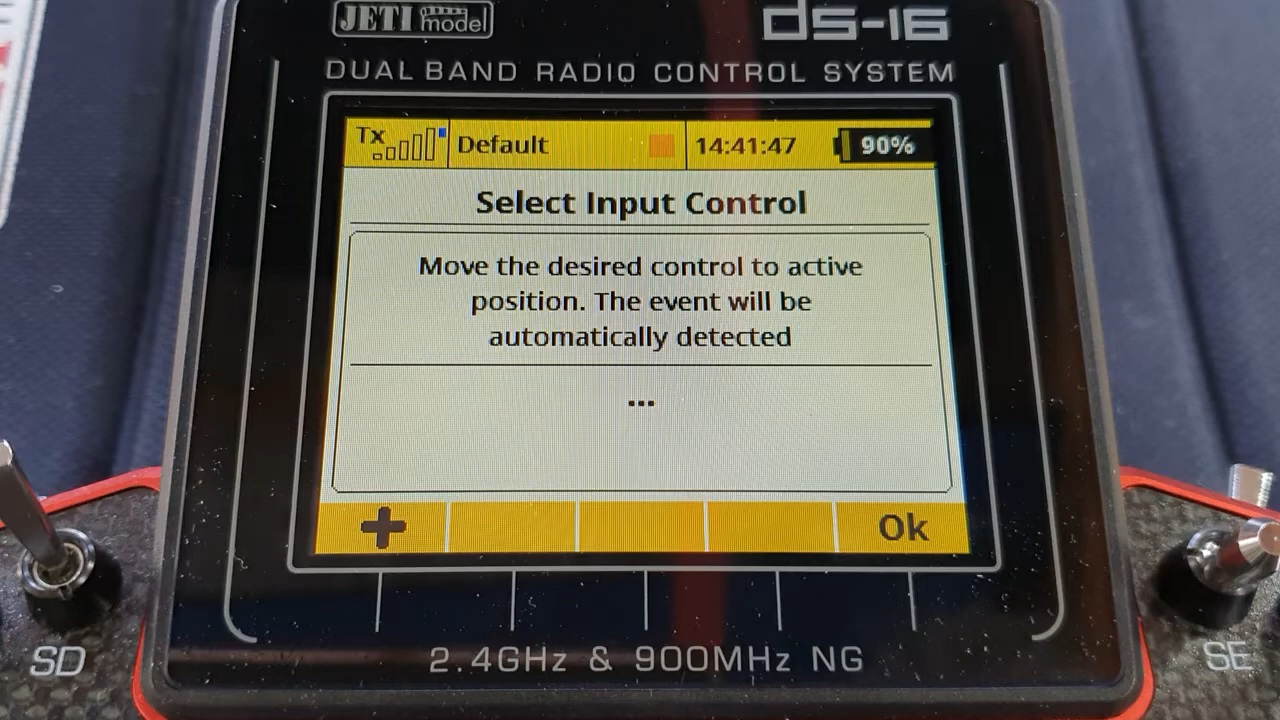 JETI model
DS-16
DUAL BAND RADIO CONTROL SYSTEM
Tx Default 14:41:47 90%
Select Input Control
Move the desired control to active
position. The event will be
automatically detected
...
+ Ok
2.4GHz & 900MHz NG
SD
SE